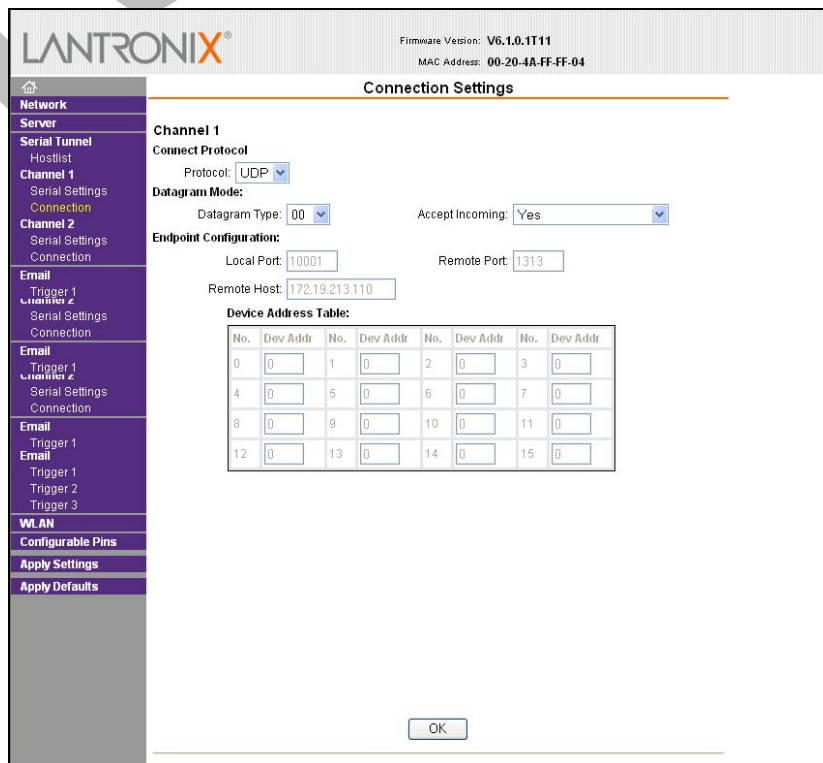 LANTRONIX®
Firmware Version: V6.1.0.1T11
MAC Address: 00-20-4A-FF-FF-04
Network
Server
Serial Tunnel
Hostlist
Channel 1
Serial Settings
Connection
Channel 2
Serial Settings
Connection
Email
Trigger 1
Channel 2
Serial Settings
Connection
Email
Trigger 1
Channel 2
Serial Settings
Connection
Email
Trigger 1
Email
Trigger 1
Trigger 2
Trigger 3
WLAN
Configurable Pins
Apply Settings
Apply Defaults
Connection Settings
Channel 1
Connect Protocol
Protocol: UDP
Datagram Mode:
Datagram Type: 00 Accept Incoming: Yes
Endpoint Configuration:
Local Port: 10001 Remote Port: 1313
Remote Host: 172.19.213.110
Device Address Table:
No. Dev Addr No. Dev Addr No. Dev Addr No. Dev Addr
0 0 1 0 2 0 3 0
4 0 5 0 6 0 7 0
8 0 9 0 10 0 11 0
12 0 13 0 14 0 15 0
OK